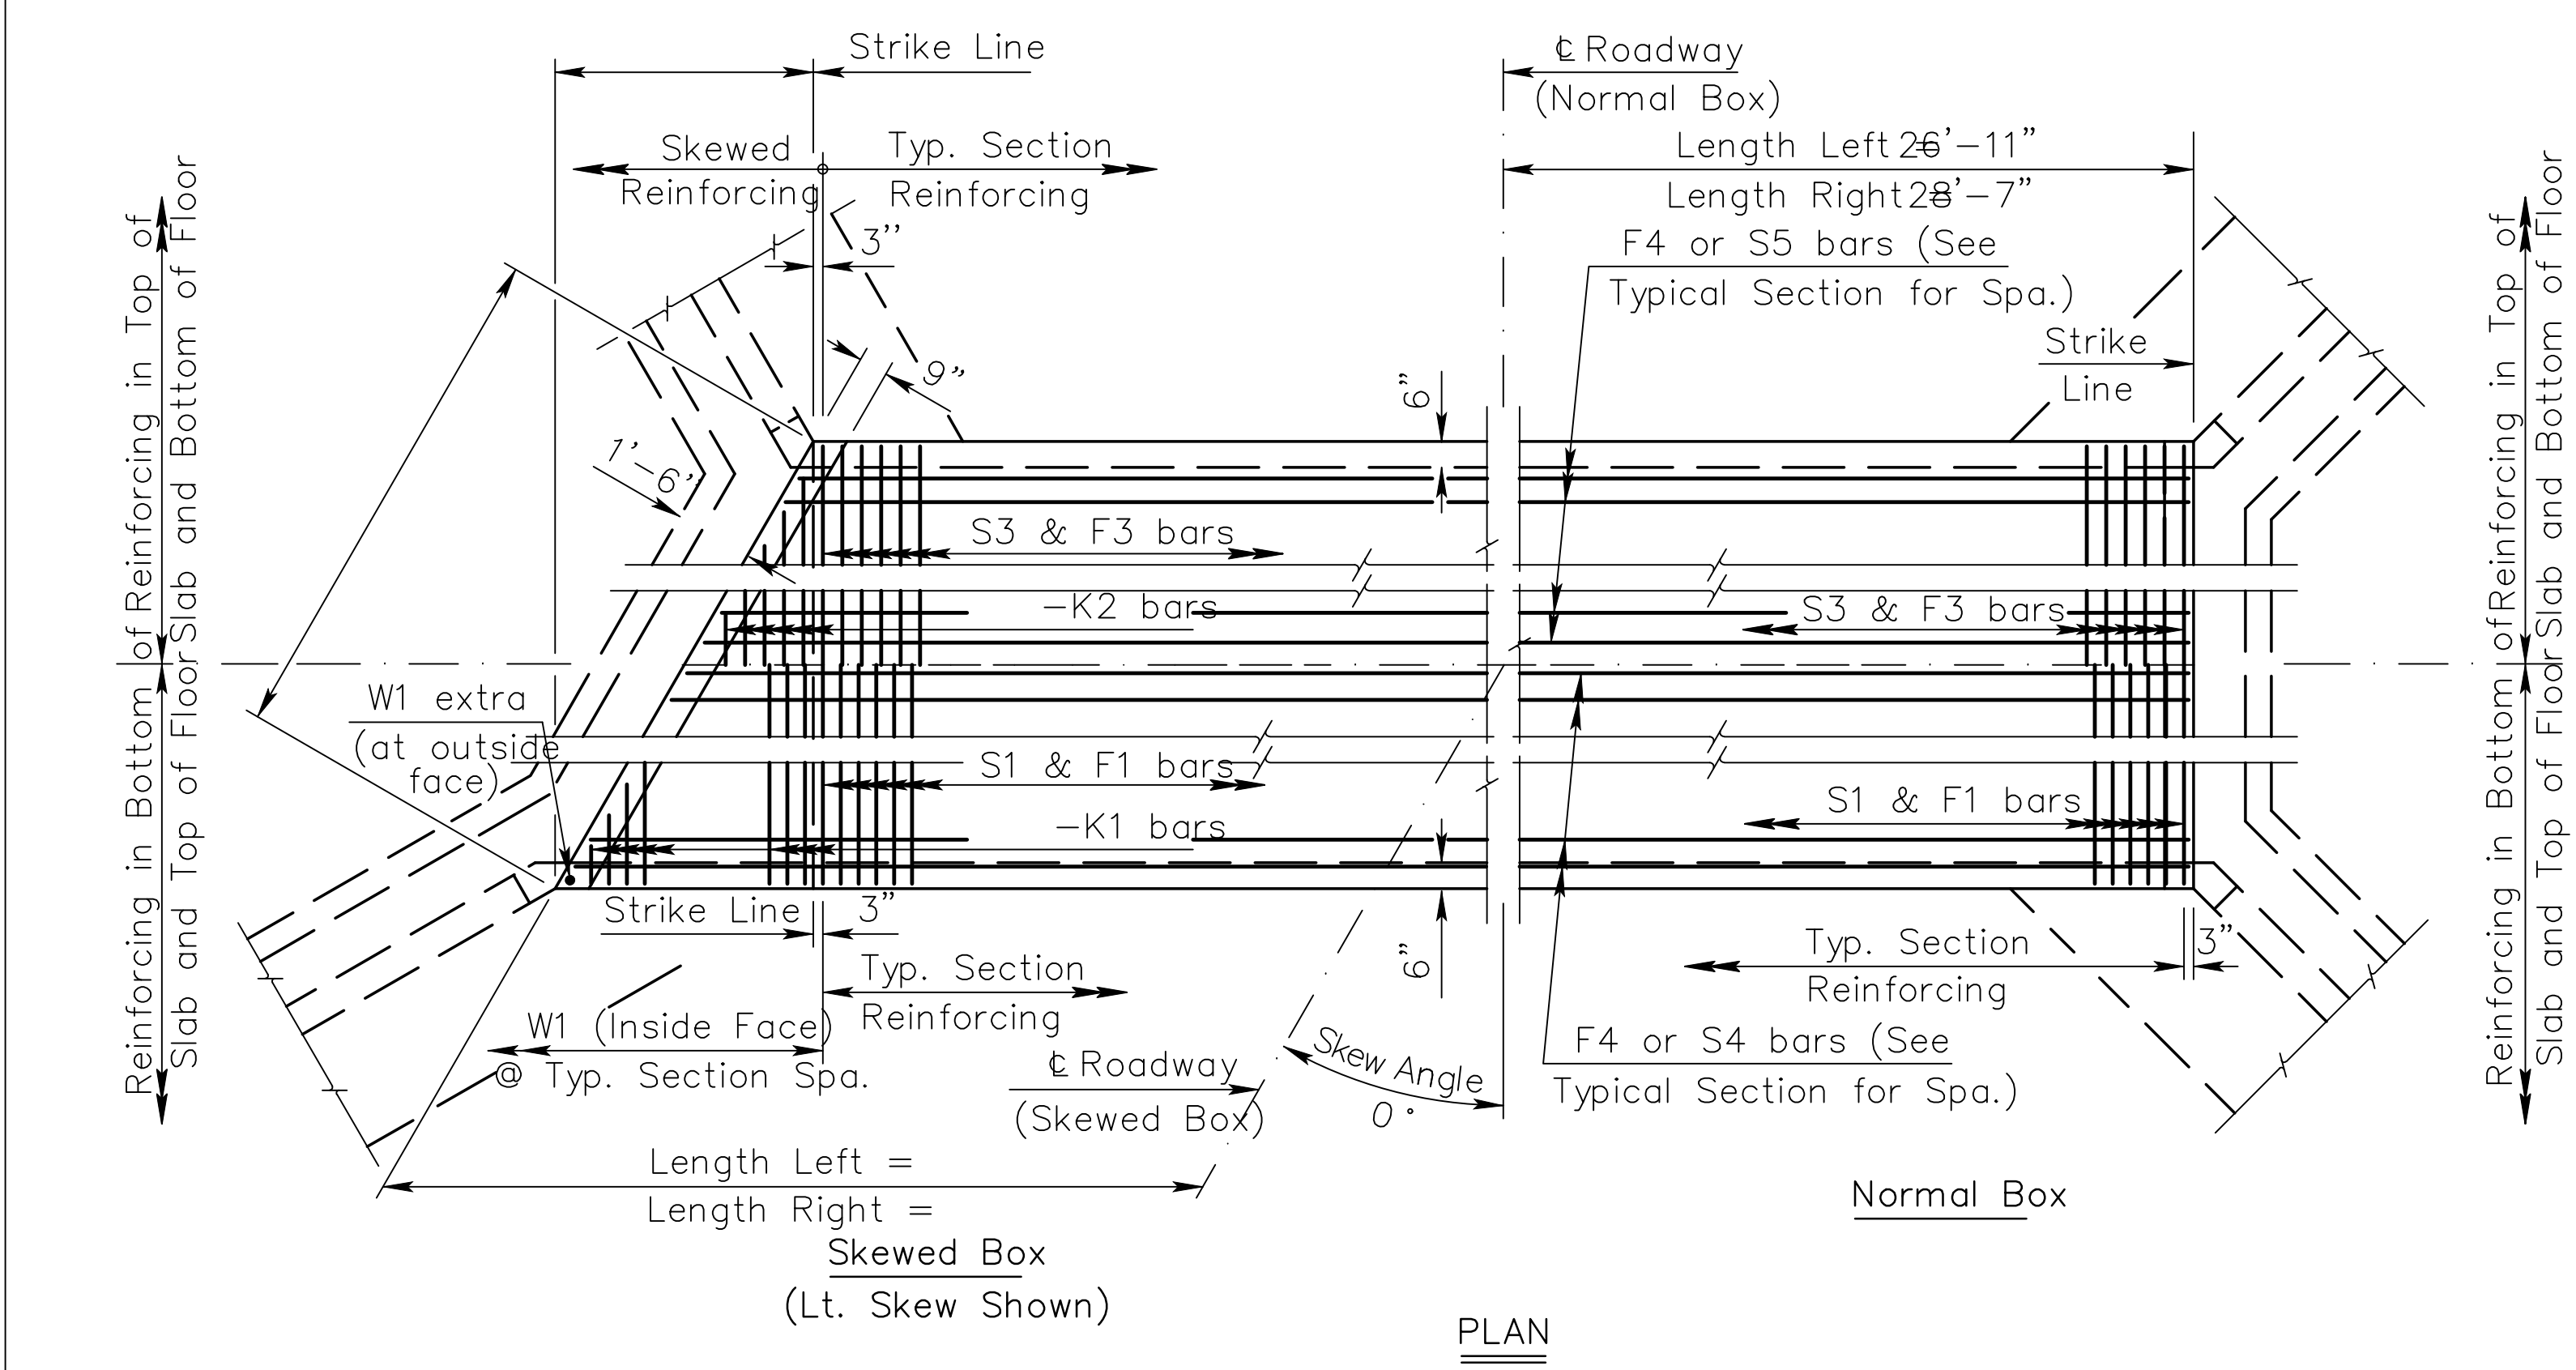 Strike Line
℄ Roadway
(Normal Box)
Skewed
Reinforcing
Typ. Section
Reinforcing
Length Left = 26'-11"
Length Right = 28'-7"
3"
F4 or S5 bars (See
Typical Section for Spa.)
Strike
Line
9"
6"
1'-6"
Reinforcing in Top of
Slab and Bottom of Floor
Reinforcing in Top of
Slab and Bottom of Floor
S3 & F3 bars
-K2 bars
S3 & F3 bars
W1 extra
(at outside
face)
S1 & F1 bars
-K1 bars
S1 & F1 bars
Reinforcing in Bottom of
Slab and Top of Floor
Reinforcing in Bottom of
Slab and Top of Floor
Strike Line
3"
6"
Typ. Section
Reinforcing
3"
Typ. Section
Reinforcing
W1 (Inside Face)
@ Typ. Section Spa.
℄ Roadway
(Skewed Box)
Skew Angle
0°
F4 or S4 bars (See
Typical Section for Spa.)
Length Left =
Length Right =
Normal Box
Skewed Box
(Lt. Skew Shown)
PLAN